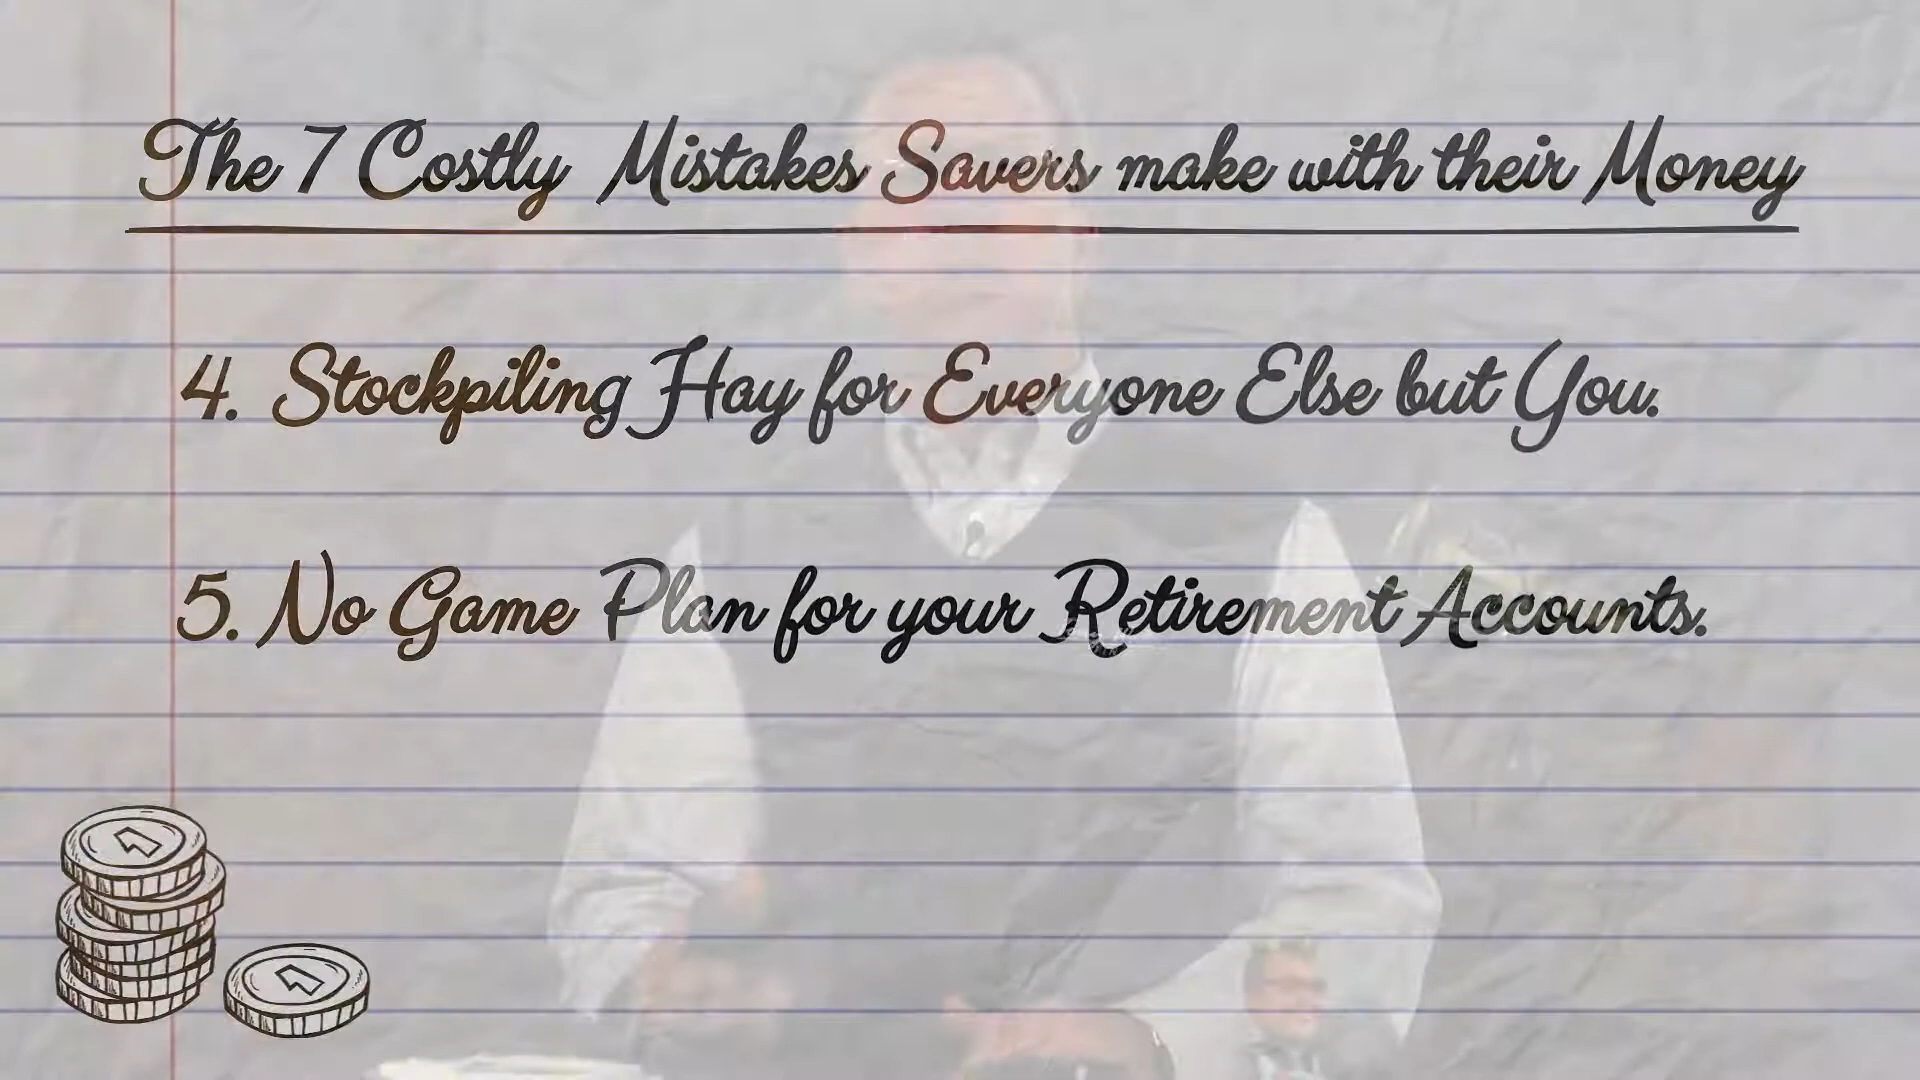 The 7 Costly Mistakes Savers make with their Money
4. Stockpiling Hay for Everyone Else but You.
5. No Game Plan for your Retirement Accounts.